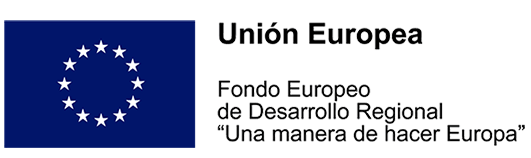 Unión Europea
Fondo Europeo
de Desarrollo Regional
“Una manera de hacer Europa”